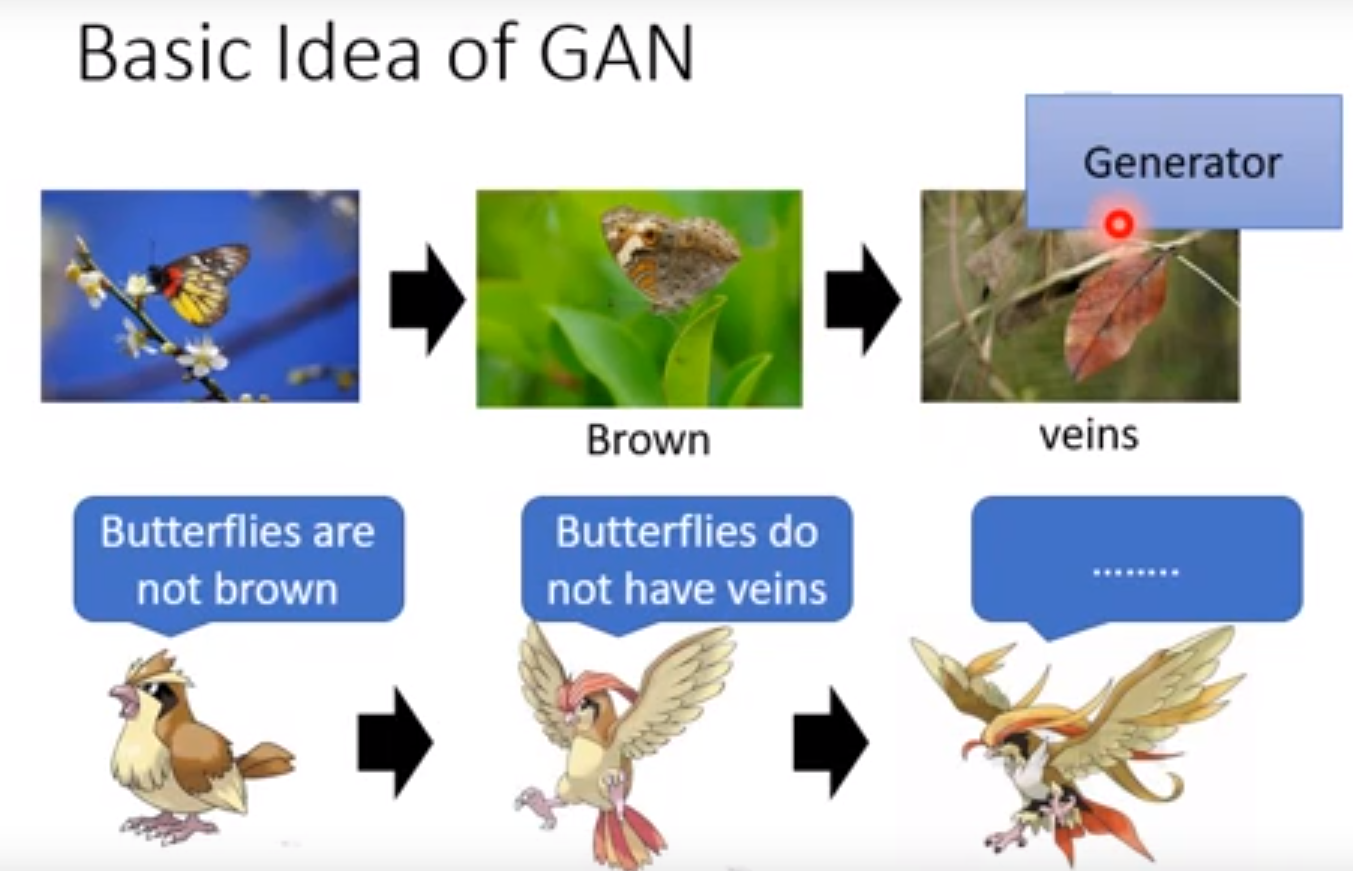 Basic Idea of GAN
Generator
Brown
veins
Butterflies are
not brown
Butterflies do
not have veins
........